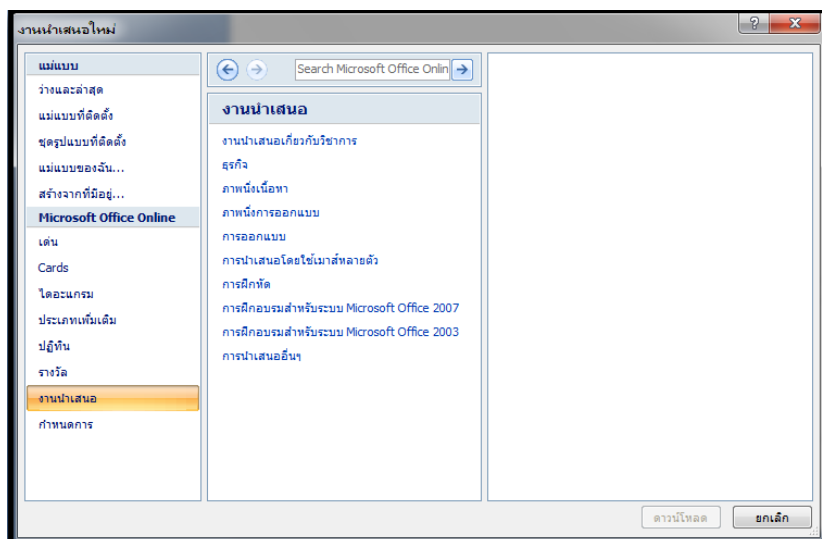 งานนำเสนอใหม่
แม่แบบ
ว่างและล่าสุด
แม่แบบที่ติดตั้ง
ชุดรูปแบบที่ติดตั้ง
แม่แบบของฉัน...
สร้างจากที่มีอยู่...
Microsoft Office Online
เด่น
Cards
ไดอะแกรม
ประเภทเพิ่มเติม
ปฏิทิน
รางวัล
งานนำเสนอ
กำหนดการ
Search Microsoft Office Onlin
งานนำเสนอ
งานนำเสนอเกี่ยวกับวิชาการ
ธุรกิจ
ภาพนิ่งเนื้อหา
ภาพนิ่งการออกแบบ
การออกแบบ
การนำเสนอโดยใช้เมาส์หลายตัว
การฝึกหัด
การฝึกอบรมสำหรับระบบ Microsoft Office 2007
การฝึกอบรมสำหรับระบบ Microsoft Office 2003
การนำเสนออื่นๆ
ดาวน์โหลด
ยกเลิก